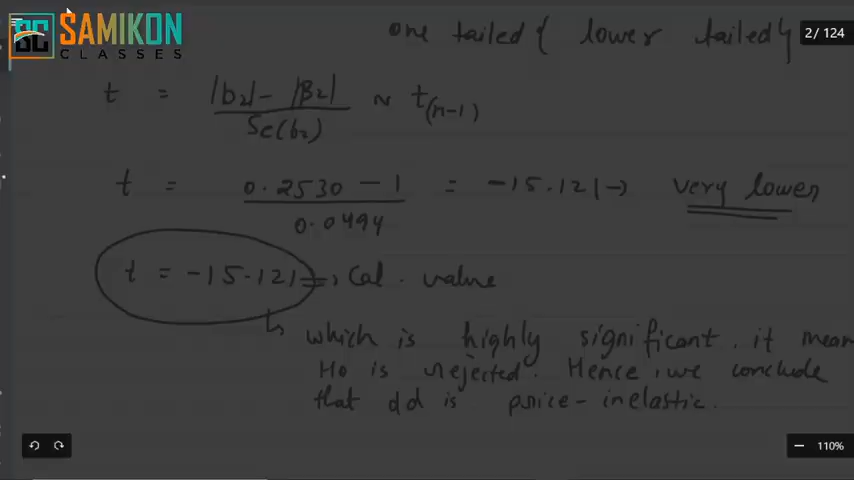 SAMIKON
CLASSES
one tailed { lower tailed }
2/124
t = |b2| - |B2| / Se(b2) ~ t(n-1)
t = 0.2530 - 1 / 0.0494 = -15.121 → very lower
t = -15.121 → Cal. value
which is highly significant. it mean
Ho is rejected. Hence, we conclude
that dd is price-inelastic.
110%